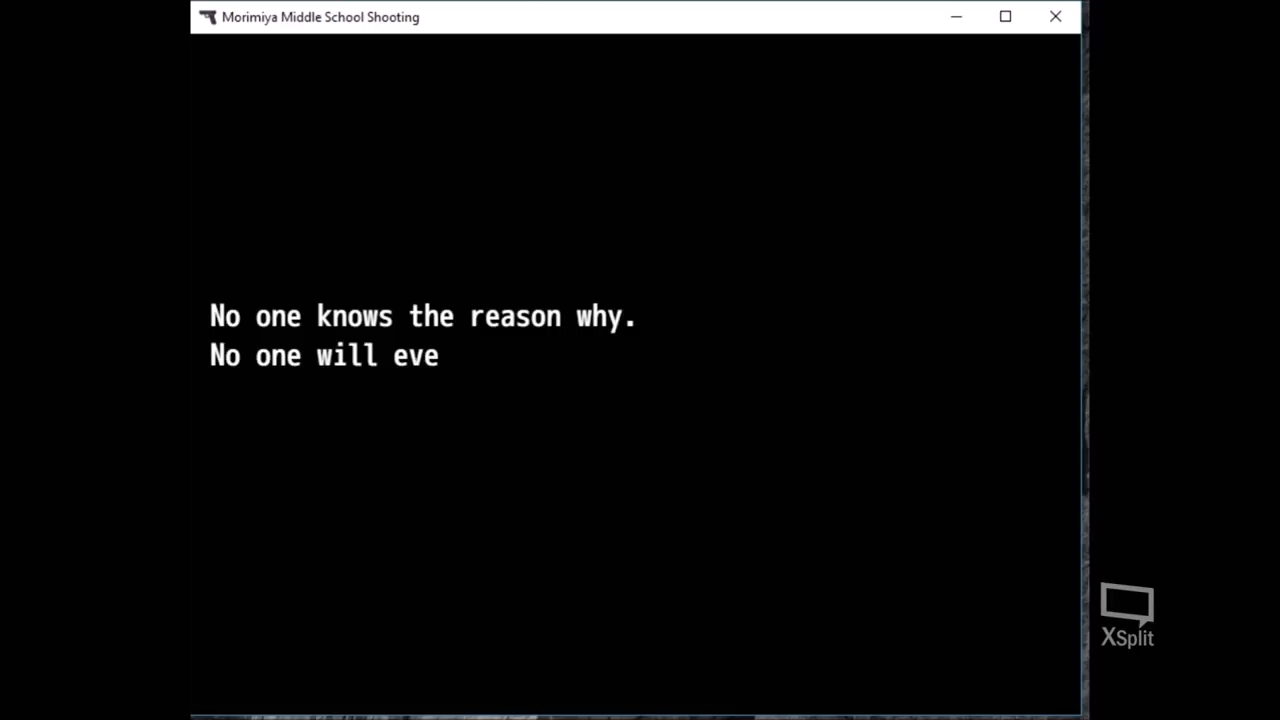 Morimiya Middle School Shooting
No one knows the reason why.
No one will eve
XSplit